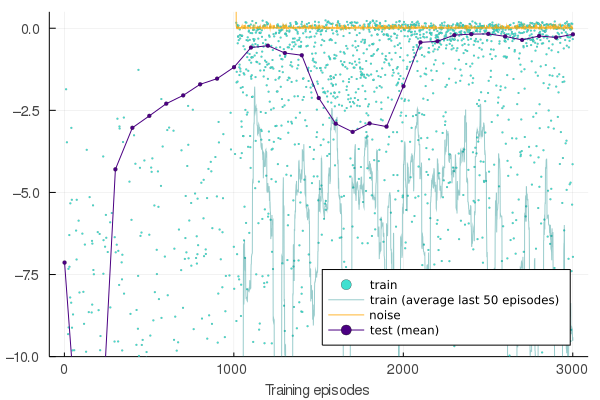 0.0
−2.5
−5.0
−7.5
−10.0
0
1000
2000
3000
Training episodes
train
train (average last 50 episodes)
noise
test (mean)